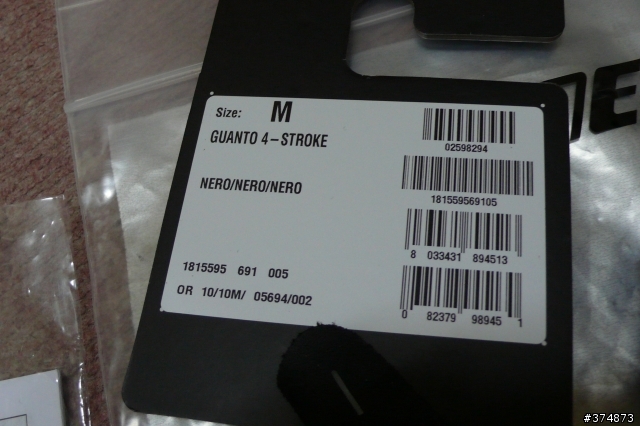 Size: M
GUANTO 4-STROKE
NERO/NERO/NERO
1815595 691 005
OR 10/10M/ 05694/002
02598294
181559569105
8 033431 894513
0 82379 98945 1
#374873